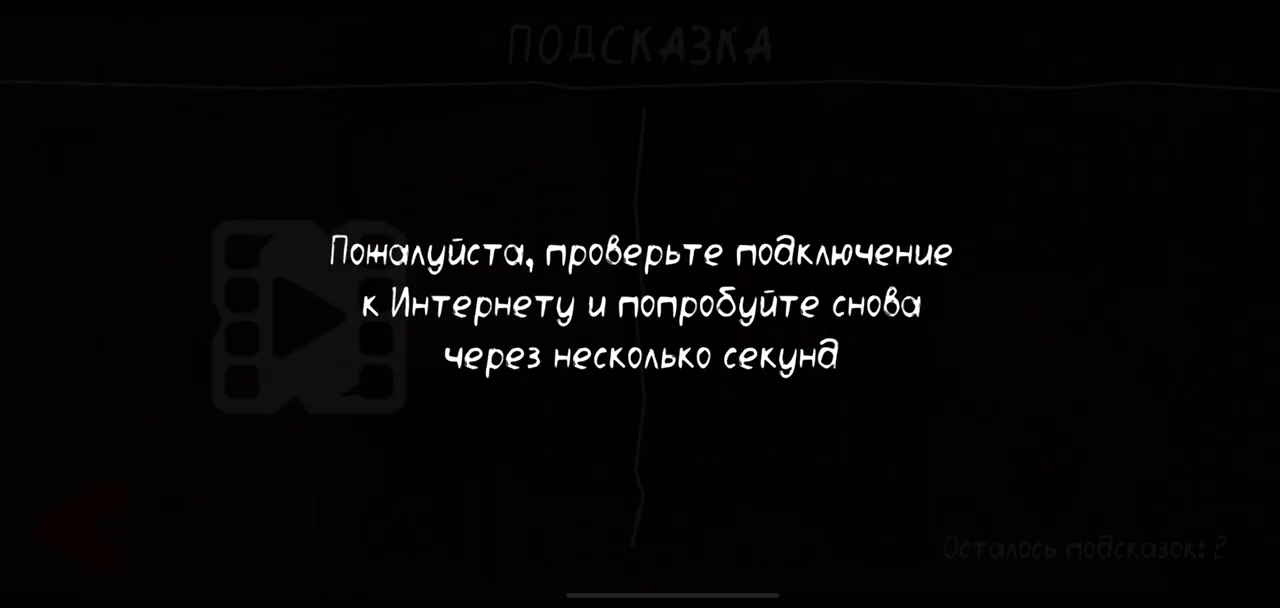 ПОДСКАЗКА
Пожалуйста, проверьте подключение
к Интернету и попробуйте снова
через несколько секунд
Осталось подсказок: 2